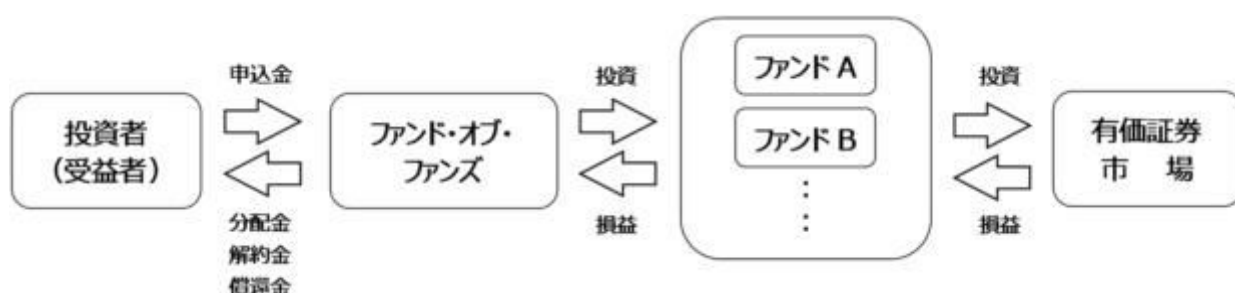 申込金
投資者
(受益者)
分配金
解約金
償還金
ファンド・オブ・
ファンズ
投資
損益
ファンド A
ファンド B
投資
損益
有価証券
市 場